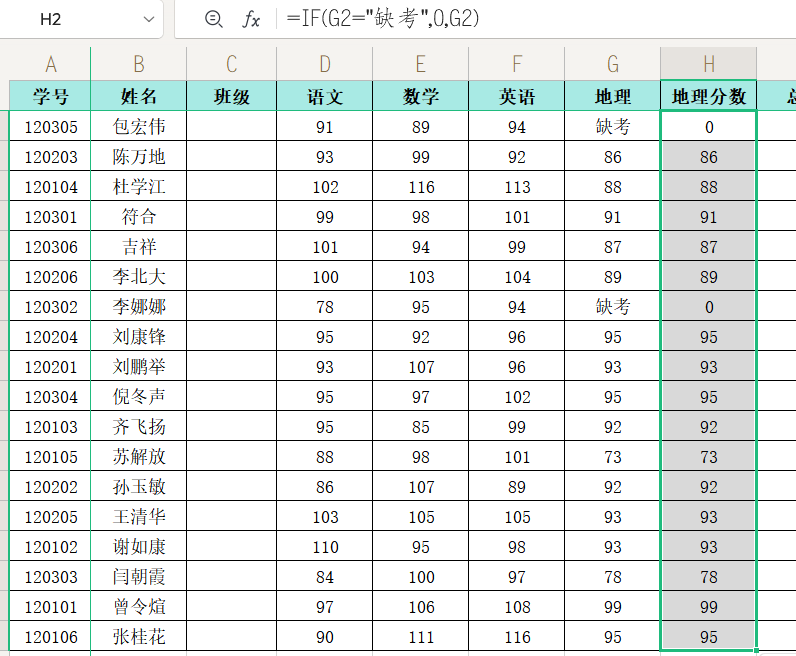 H2 fx =IF(G2="缺考",0,G2)
A B C D E F G H
学号 姓名 班级 语文 数学 英语 地理 地理分数
120305 包宏伟 91 89 94 缺考 0
120203 陈万地 93 99 92 86 86
120104 杜学江 102 116 113 88 88
120301 符合 99 98 101 91 91
120306 吉祥 101 94 99 87 87
120206 李北大 100 103 104 89 89
120302 李娜娜 78 95 94 缺考 0
120204 刘康锋 95 92 96 95 95
120201 刘鹏举 93 107 96 93 93
120304 倪冬声 95 97 102 95 95
120103 齐飞扬 95 85 99 92 92
120105 苏解放 88 98 101 73 73
120202 孙玉敏 86 107 89 92 92
120205 王清华 103 105 105 93 93
120102 谢如康 110 95 98 93 93
120303 闫朝霞 84 100 97 78 78
120101 曾令煊 97 106 108 99 99
120106 张桂花 90 111 116 95 95